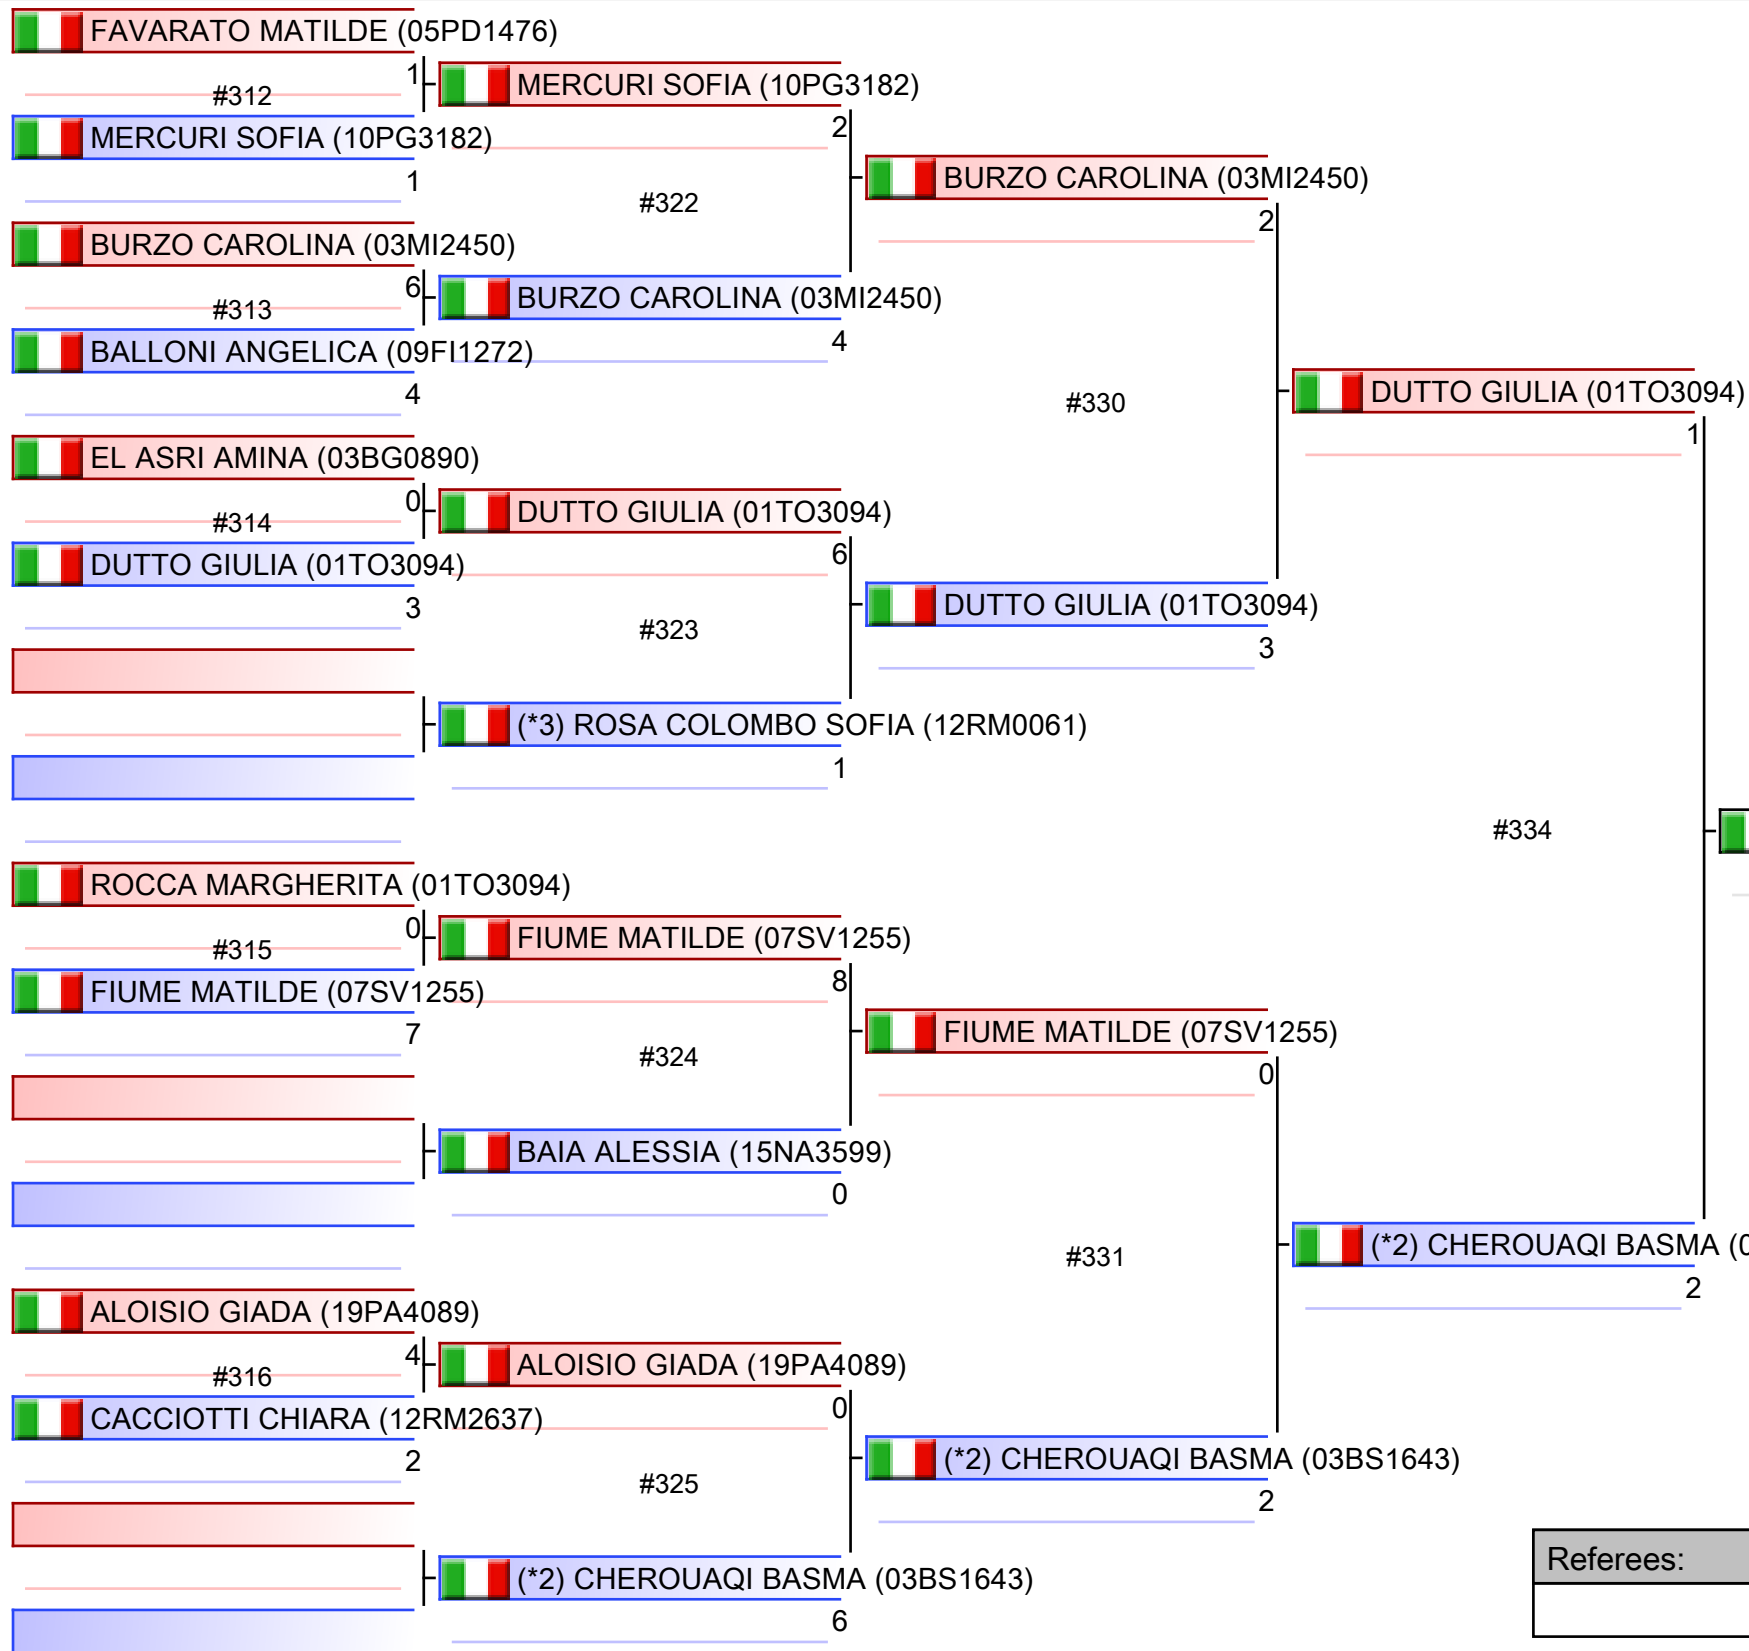 FAVARATO MATILDE (05PD1476)
1
#312
MERCURI SOFIA (10PG3182)
1
BURZO CAROLINA (03MI2450)
6
#313
BALLONI ANGELICA (09FI1272)
4
EL ASRI AMINA (03BG0890)
0
#314
DUTTO GIULIA (01TO3094)
3
ROCCA MARGHERITA (01TO3094)
0
#315
FIUME MATILDE (07SV1255)
7
ALOISIO GIADA (19PA4089)
4
#316
CACCIOTTI CHIARA (12RM2637)
2
MERCURI SOFIA (10PG3182)
2
#322
BURZO CAROLINA (03MI2450)
4
DUTTO GIULIA (01TO3094)
6
#323
(*3) ROSA COLOMBO SOFIA (12RM0061)
1
FIUME MATILDE (07SV1255)
8
#324
BAIA ALESSIA (15NA3599)
0
ALOISIO GIADA (19PA4089)
0
#325
(*2) CHEROUAQI BASMA (03BS1643)
6
BURZO CAROLINA (03MI2450)
2
#330
DUTTO GIULIA (01TO3094)
3
FIUME MATILDE (07SV1255)
0
#331
(*2) CHEROUAQI BASMA (03BS1643)
2
DUTTO GIULIA (01TO3094)
1
#334
(*2) CHEROUAQI BASMA (0
2
Referees: